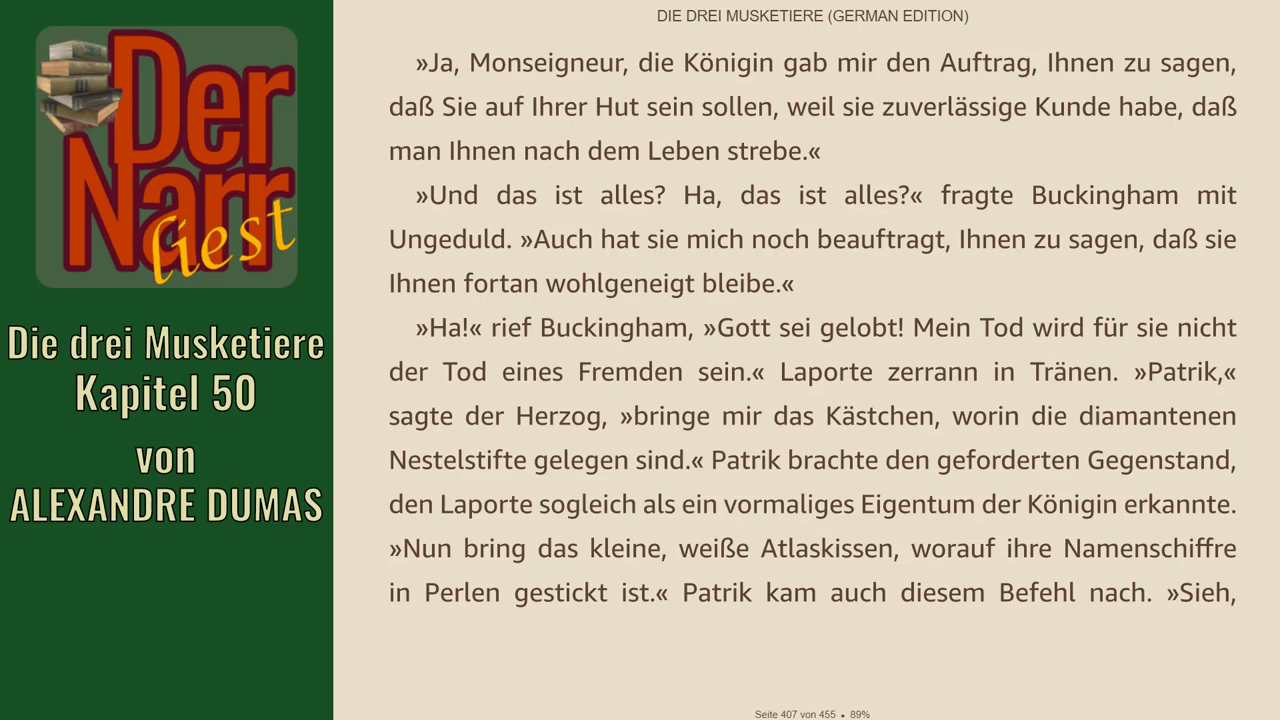 Der
Narr
liest
Die drei Musketiere
Kapitel 50
von
ALEXANDRE DUMAS
DIE DREI MUSKETIERE (GERMAN EDITION)
»Ja, Monseigneur, die Königin gab mir den Auftrag, Ihnen zu sagen,
daß Sie auf Ihrer Hut sein sollen, weil sie zuverlässige Kunde habe, daß
man Ihnen nach dem Leben strebe.«
»Und das ist alles? Ha, das ist alles?« fragte Buckingham mit
Ungeduld. »Auch hat sie mich noch beauftragt, Ihnen zu sagen, daß sie
Ihnen fortan wohlgeneigt bleibe.«
»Ha!« rief Buckingham, »Gott sei gelobt! Mein Tod wird für sie nicht
der Tod eines Fremden sein.« Laporte zerrann in Tränen. »Patrik,«
sagte der Herzog, »bringe mir das Kästchen, worin die diamantenen
Nestelstifte gelegen sind.« Patrik brachte den geforderten Gegenstand,
den Laporte sogleich als ein vormaliges Eigentum der Königin erkannte.
»Nun bring das kleine, weiße Atlaskissen, worauf ihre Namenschiffre
in Perlen gestickt ist.« Patrik kam auch diesem Befehl nach. »Sieh,
Seite 407 von 455 • 89%